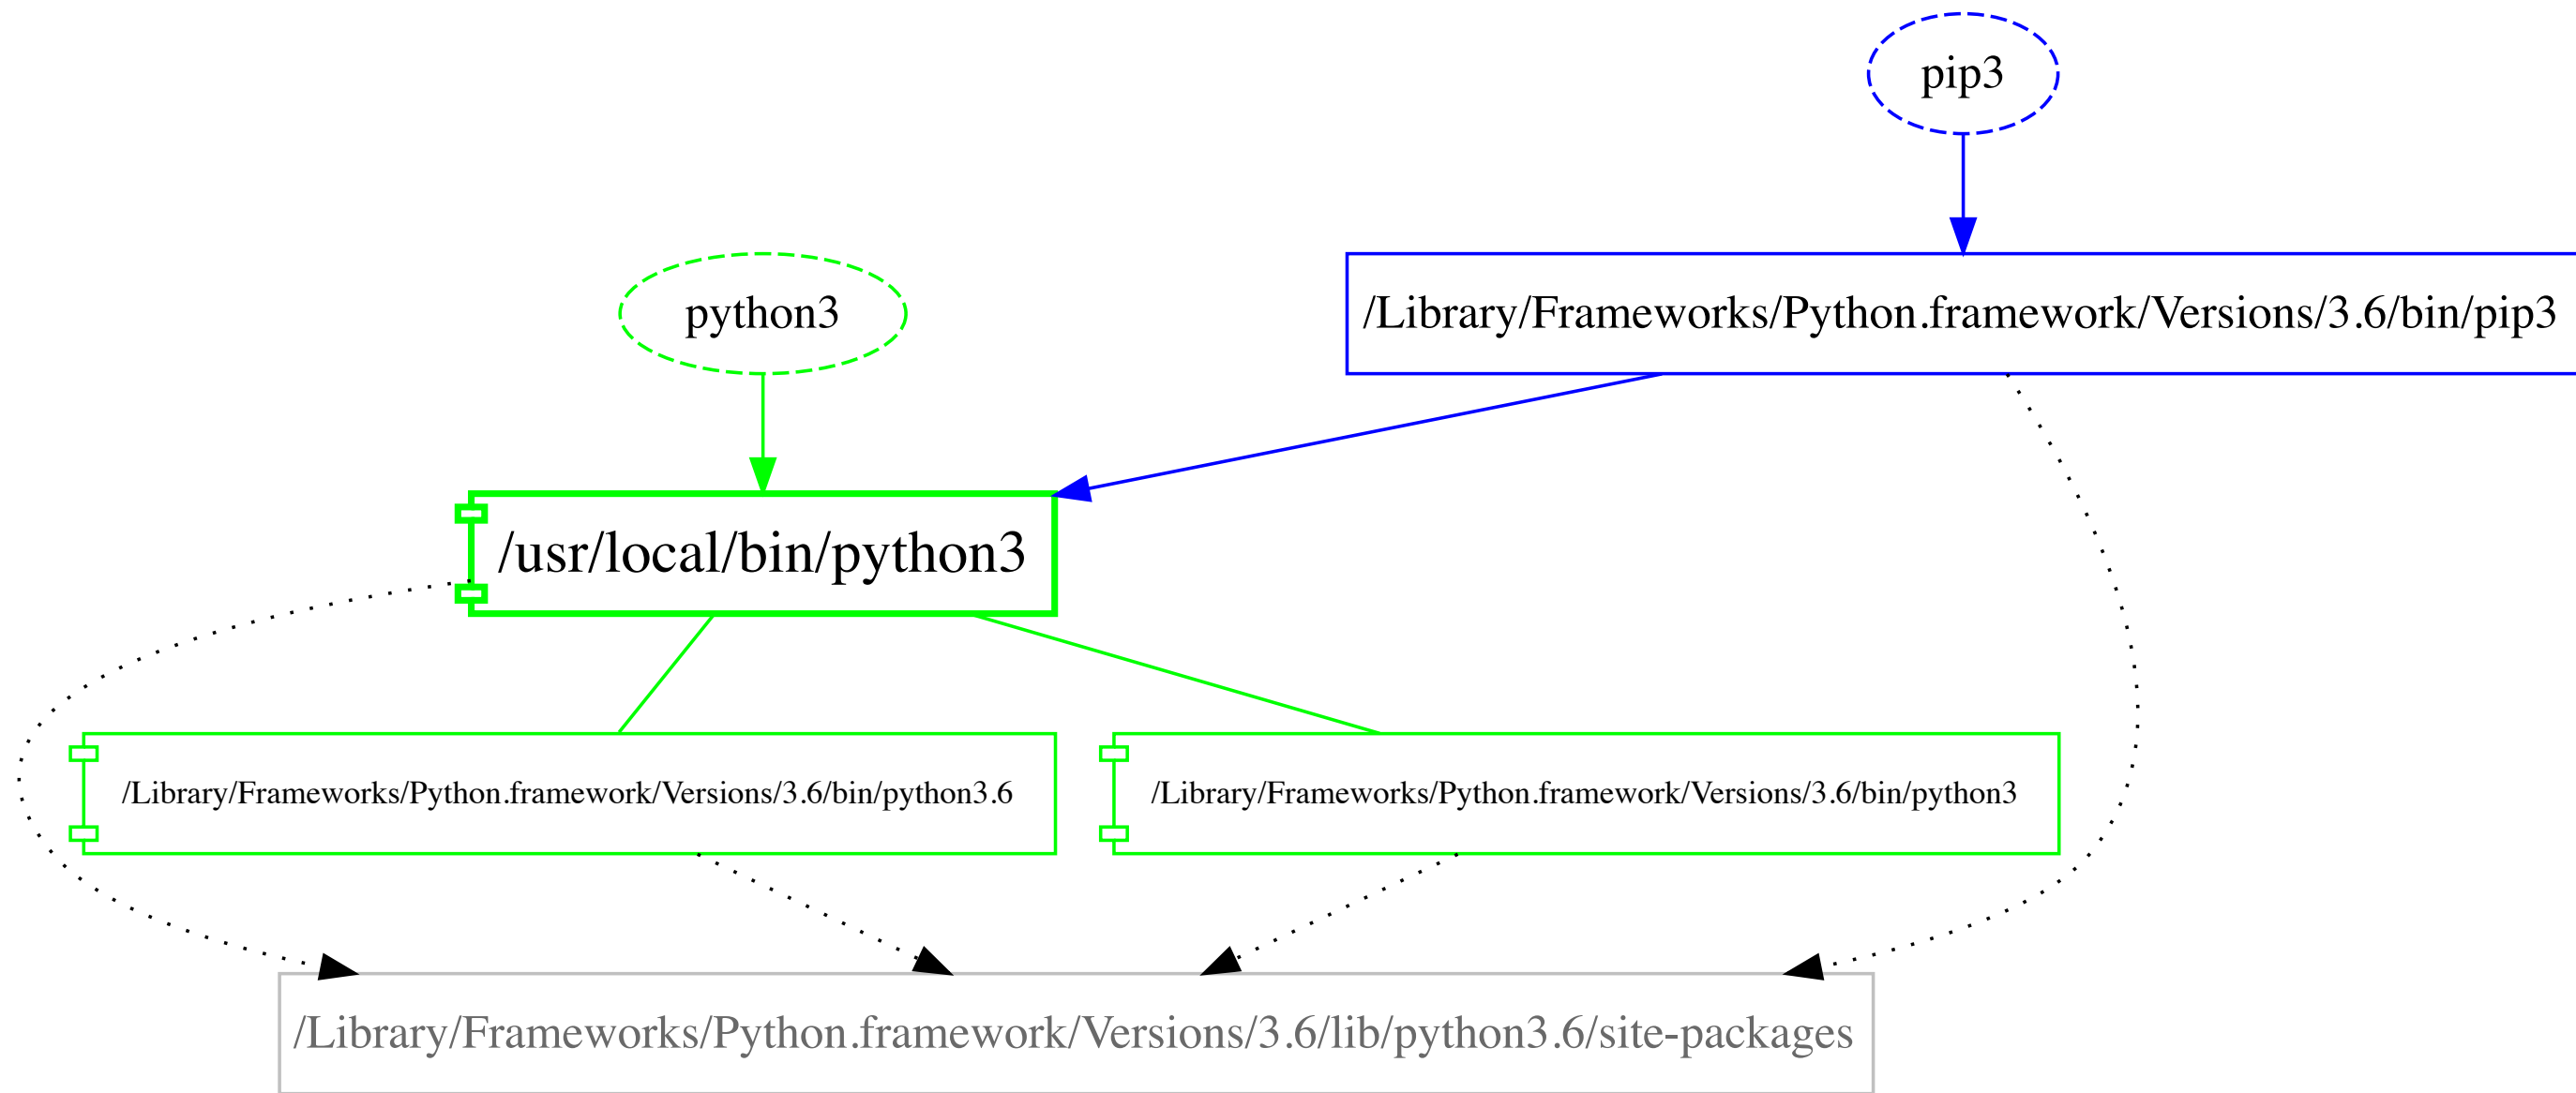 pip3
python3
/Library/Frameworks/Python.framework/Versions/3.6/bin/pip3
/usr/local/bin/python3
/Library/Frameworks/Python.framework/Versions/3.6/bin/python3.6
/Library/Frameworks/Python.framework/Versions/3.6/bin/python3
/Library/Frameworks/Python.framework/Versions/3.6/lib/python3.6/site-packages